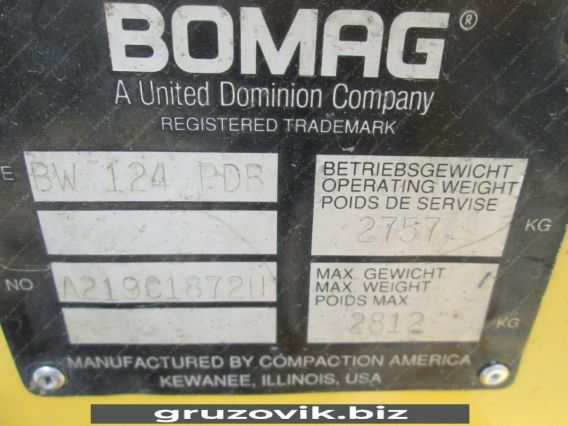 BOMAG®
A United Dominion Company
REGISTERED TRADEMARK
E BW 124 PDB
BETRIEBSGEWICHT
OPERATING WEIGHT
POIDS DE SERVISE
2757 KG
NO A219C1872U
MAX. GEWICHT
MAX. WEIGHT
POIDS MAX
2812 KG
MANUFACTURED BY COMPACTION AMERICA
KEWANEE, ILLINOIS, USA
gruzovik.biz